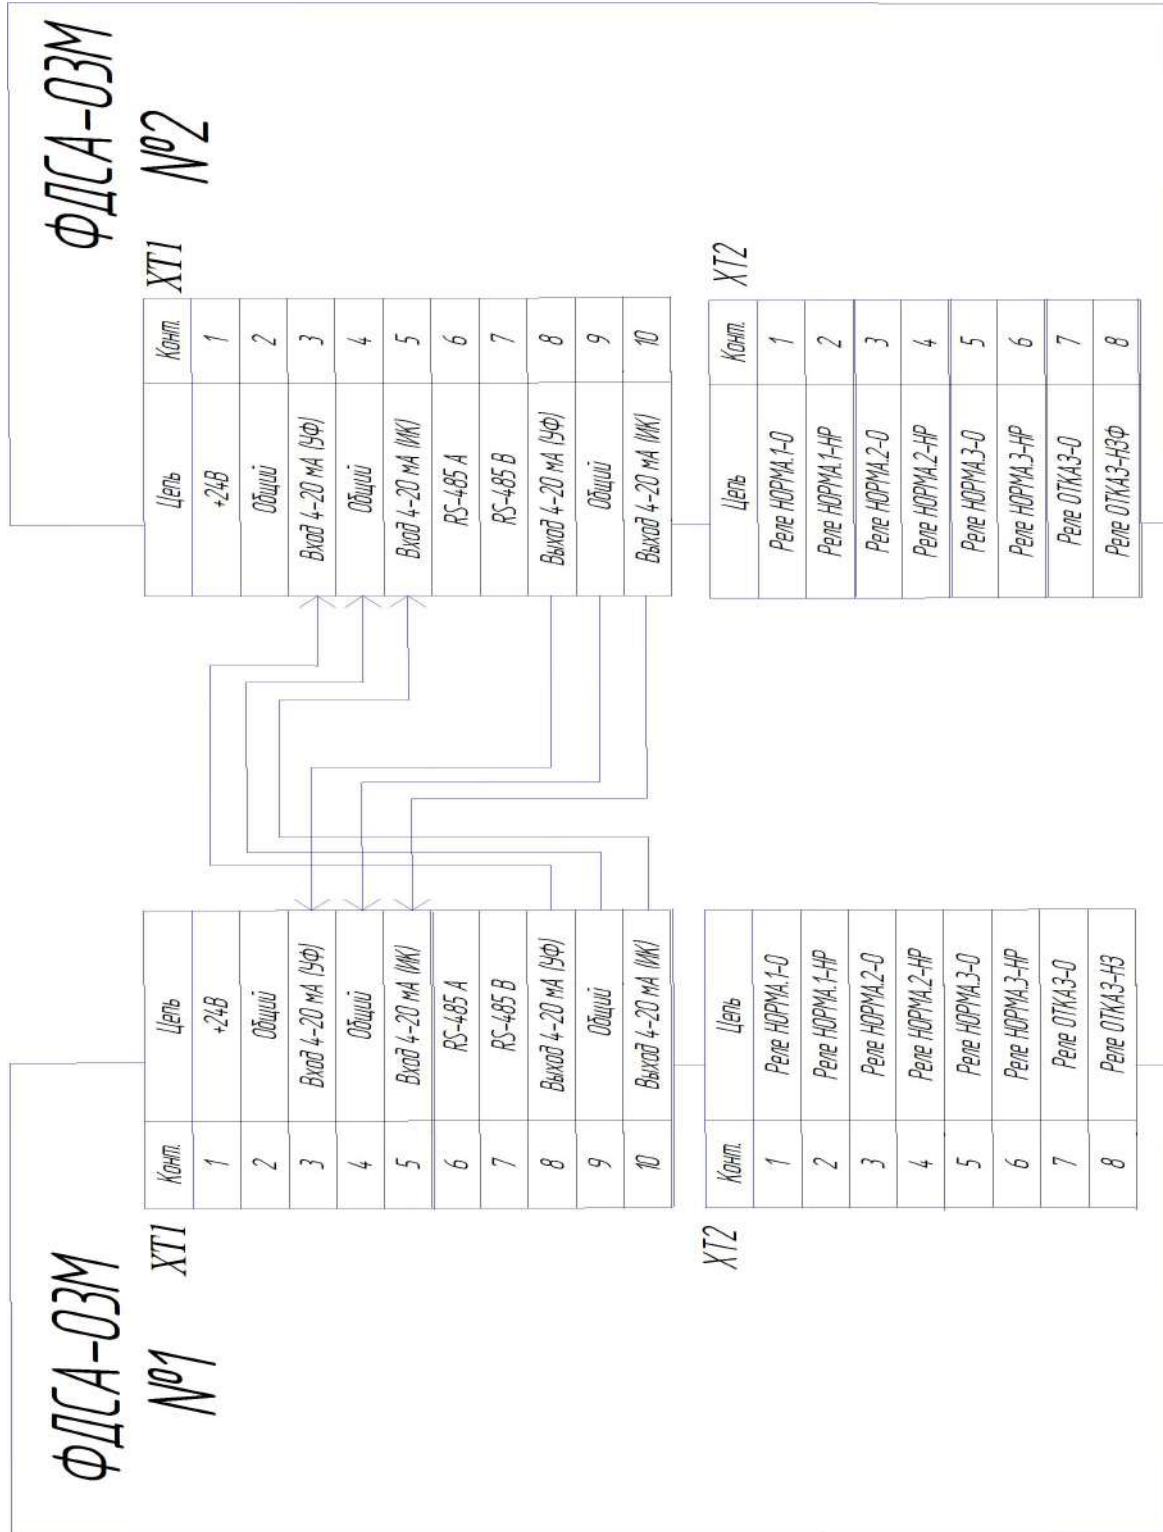 ФДСА-03М
№1
XT1
Конт. Цепь
1 +24В
2 Общий
3 Вход 4-20 мА (УФ)
4 Общий
5 Вход 4-20 мА (ИК)
6 RS-485 A
7 RS-485 B
8 Выход 4-20 мА (УФ)
9 Общий
10 Выход 4-20 мА (ИК)
XT2
Конт. Цепь
1 Реле НОРМА.1-О
2 Реле НОРМА.1-НР
3 Реле НОРМА.2-О
4 Реле НОРМА.2-НР
5 Реле НОРМА.3-О
6 Реле НОРМА.3-НР
7 Реле ОТКАЗ-О
8 Реле ОТКАЗ-НЗ
ФДСА-03М
№2
XT1
Цепь Конт.
+24В 1
Общий 2
Вход 4-20 мА (УФ) 3
Общий 4
Вход 4-20 мА (ИК) 5
RS-485 A 6
RS-485 B 7
Выход 4-20 мА (УФ) 8
Общий 9
Выход 4-20 мА (ИК) 10
XT2
Цепь Конт.
Реле НОРМА.1-О 1
Реле НОРМА.1-НР 2
Реле НОРМА.2-О 3
Реле НОРМА.2-НР 4
Реле НОРМА.3-О 5
Реле НОРМА.3-НР 6
Реле ОТКАЗ-О 7
Реле ОТКАЗ-НЗФ 8